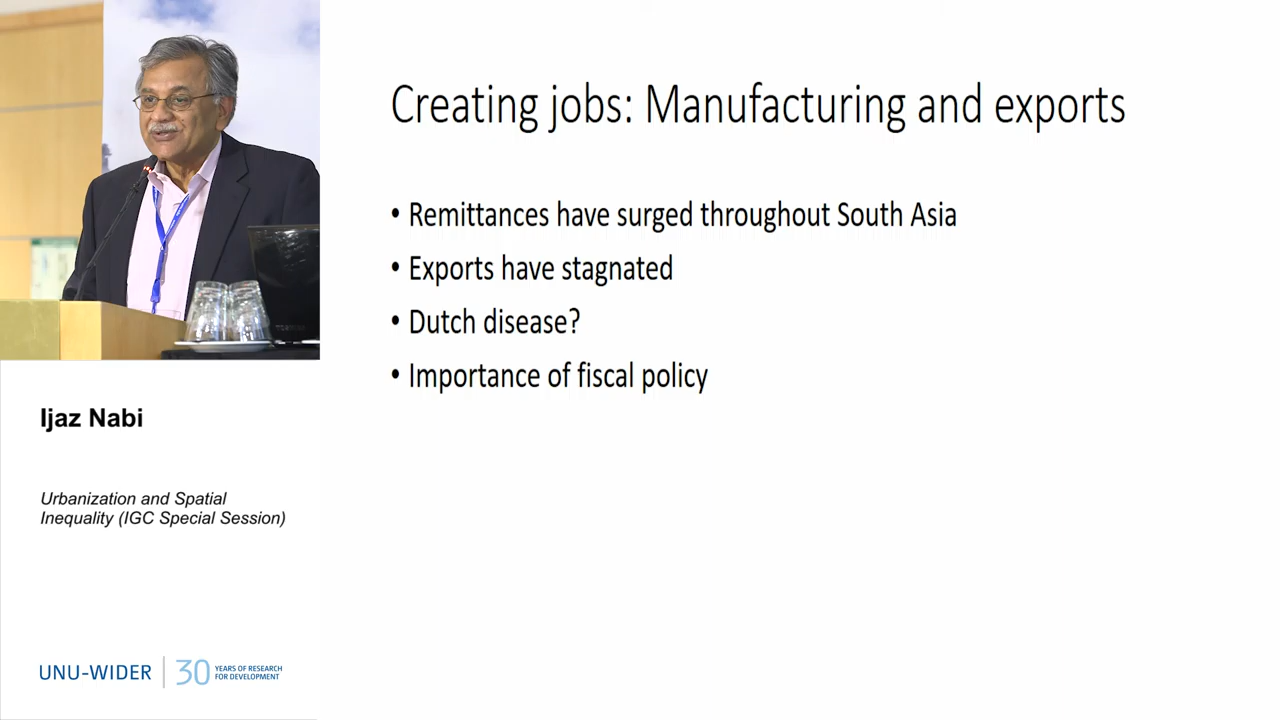 Creating jobs: Manufacturing and exports
• Remittances have surged throughout South Asia
• Exports have stagnated
• Dutch disease?
• Importance of fiscal policy
Ijaz Nabi
Urbanization and Spatial
Inequality (IGC Special Session)
UNU-WIDER
30
YEARS OF RESEARCH
FOR DEVELOPMENT